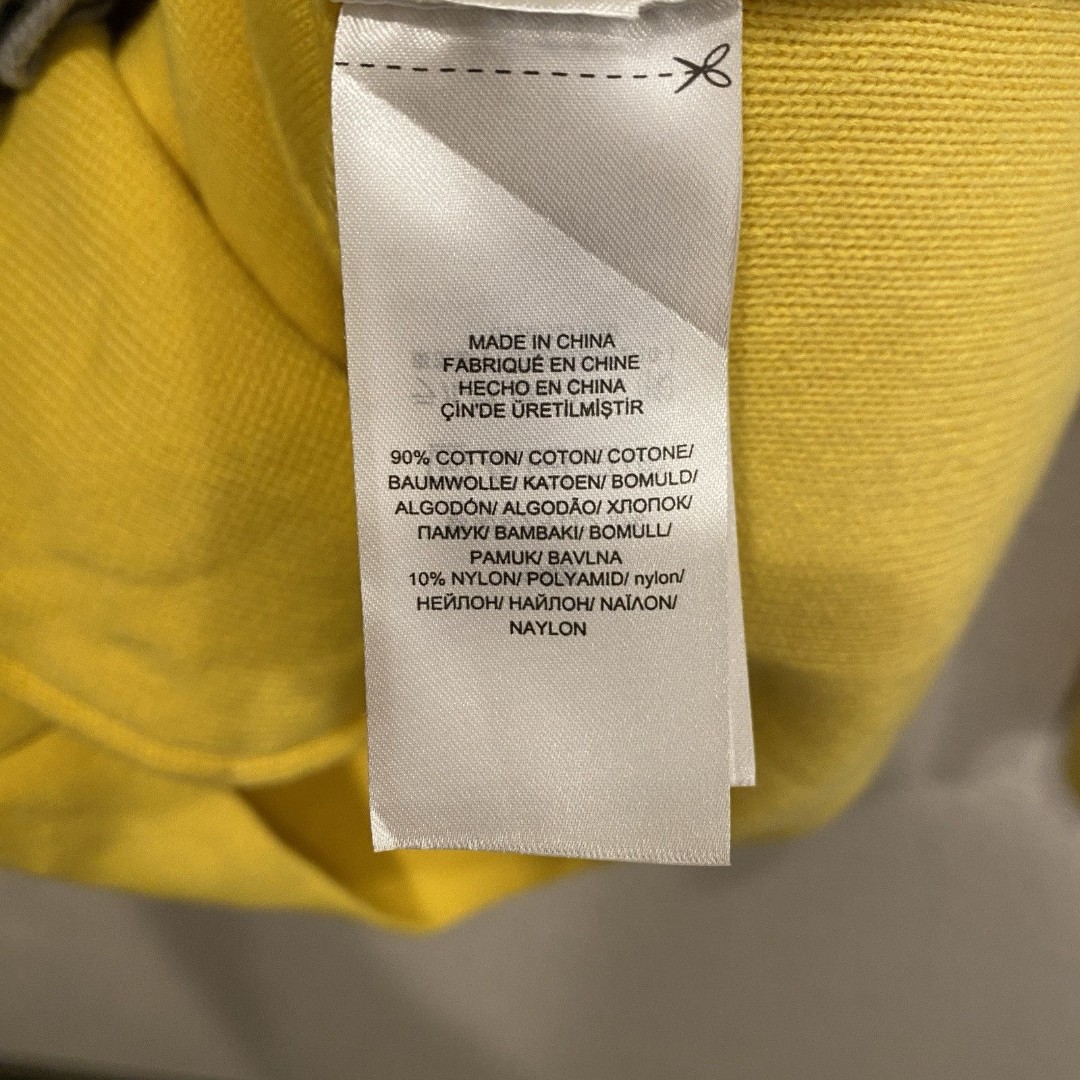 MADE IN CHINA
FABRIQUÉ EN CHINE
HECHO EN CHINA
ÇİN'DE ÜRETİLMİŞTİR
90% COTTON/ COTON/ COTONE/
BAUMWOLLE/ KATOEN/ BOMULD/
ALGODÓN/ ALGODÃO/ ХЛОПОК/
ПАМУК/ BAMBAKI/ BOMULL/
PAMUK/ BAVLNA
10% NYLON/ POLYAMID/ nylon/
НЕЙЛОН/ НАЙЛОН/ ΝΑΪΛΟΝ/
NAYLON